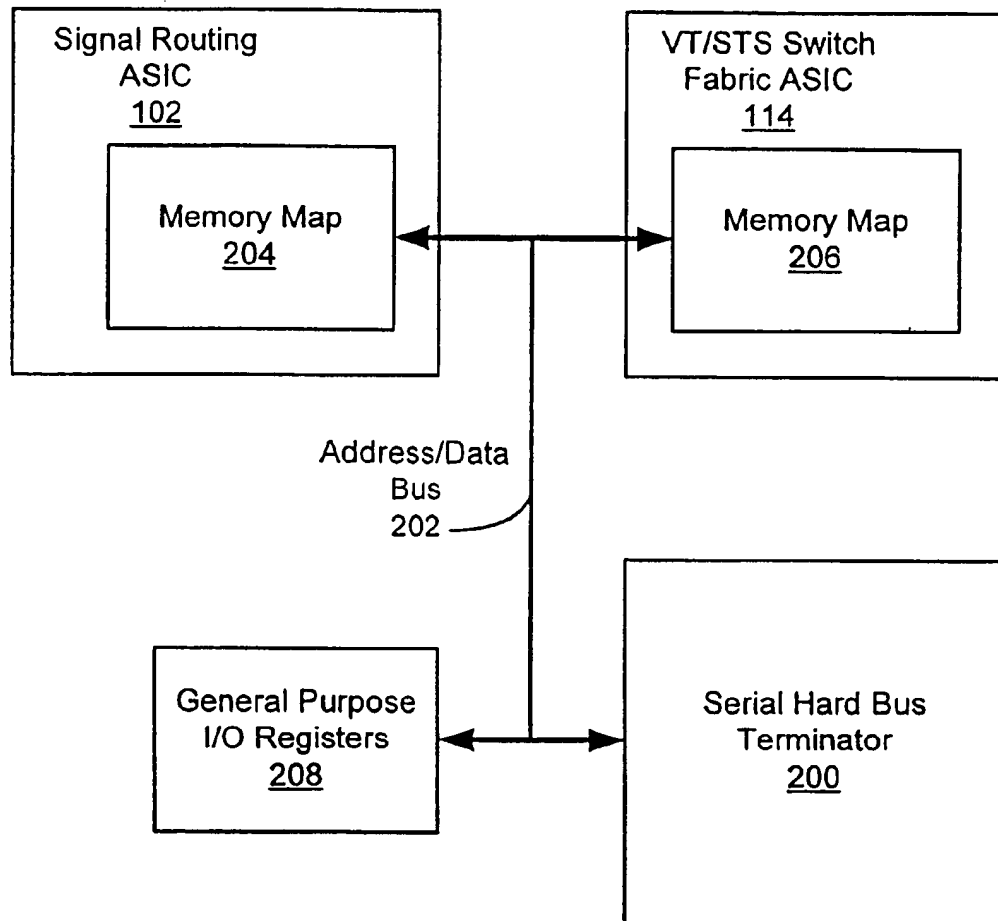 Signal Routing
ASIC
102
Memory Map
204
VT/STS Switch
Fabric ASIC
114
Memory Map
206
Address/Data
Bus
202
General Purpose
I/O Registers
208
Serial Hard Bus
Terminator
200